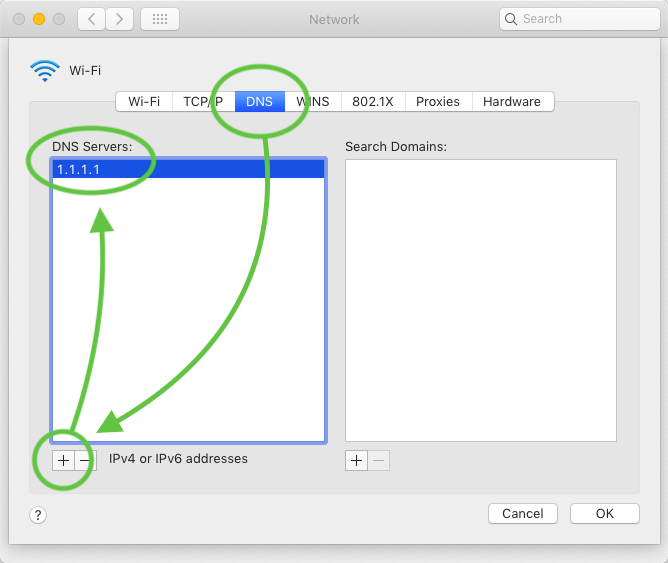 Network
Search
Wi-Fi
Wi-Fi TCP/IP DNS WINS 802.1X Proxies Hardware
DNS Servers: Search Domains:
1.1.1.1
+ − IPv4 or IPv6 addresses + −
? Cancel OK